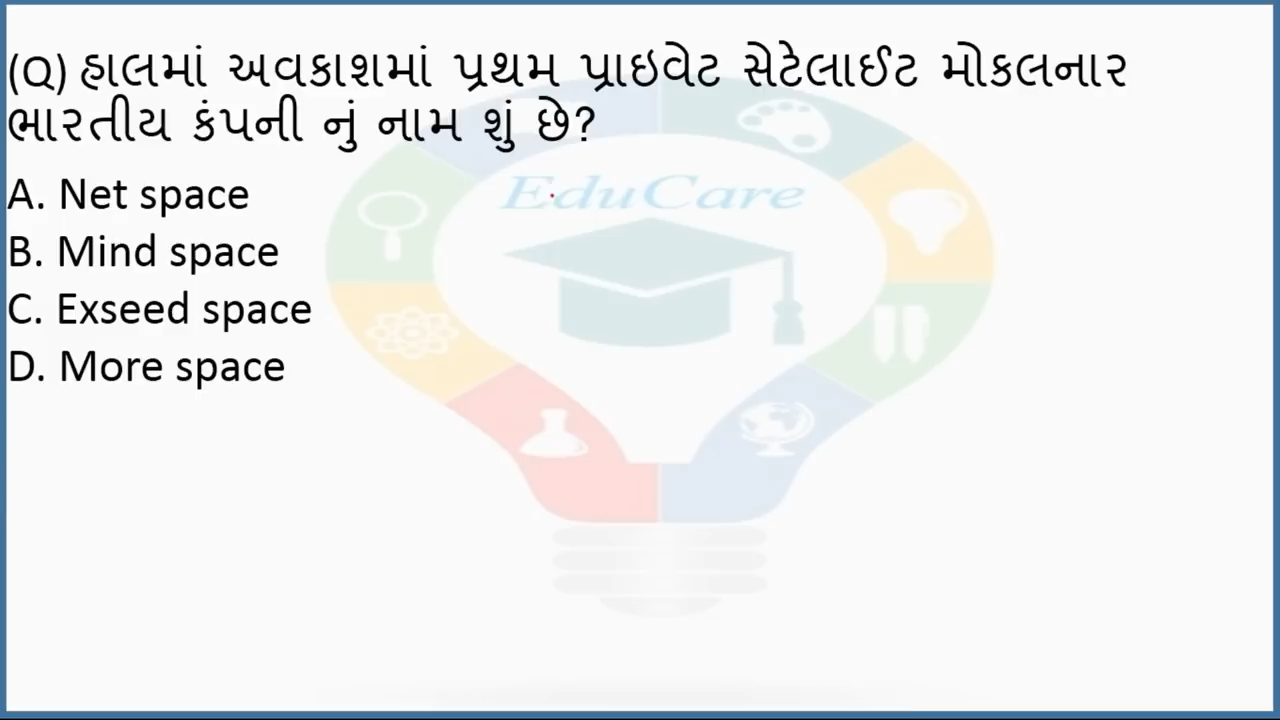 (Q) હાલમાં અવકાશમાં પ્રથમ પ્રાઇવેટ સેટેલાઈટ મોકલનાર
ભારતીય કંપની નું નામ શું છે?
EduCare
A. Net space
B. Mind space
C. Exseed space
D. More space